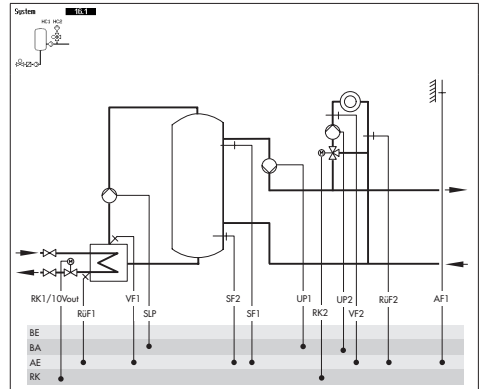 System 16.1
HC1 HC2
RK1/10Vout VF1 SF2 UP1 UP2 RüF2 AF1
RüF1 SLP SF1 RK2 VF2
BE
BA
AE
RK